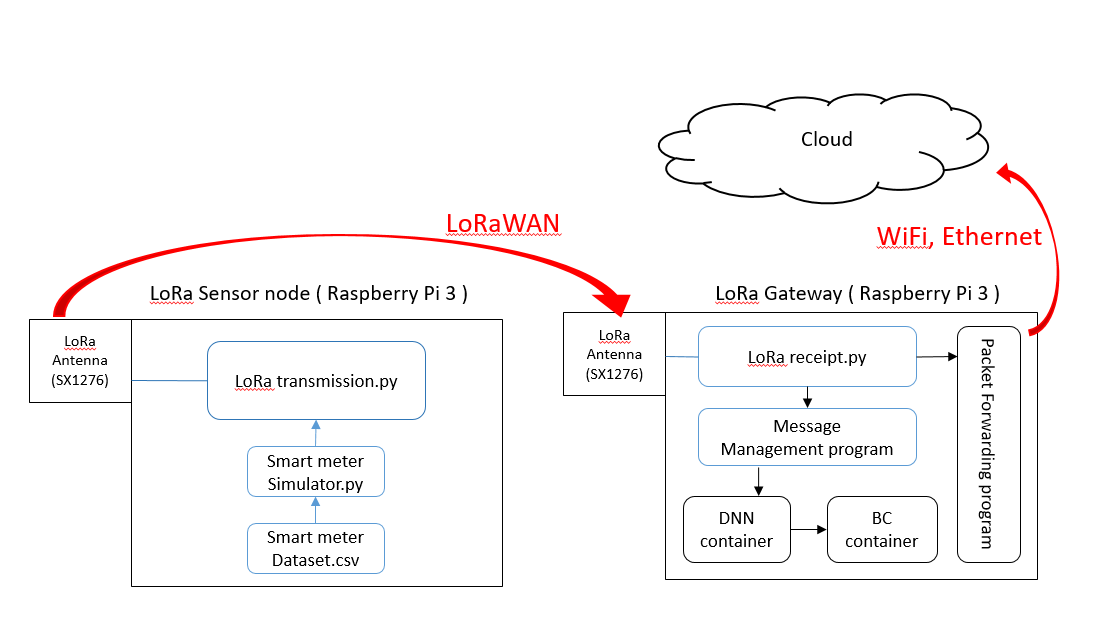 Cloud
LoRaWAN
WiFi, Ethernet
LoRa Sensor node ( Raspberry Pi 3 )
LoRa
Antenna
(SX1276)
LoRa transmission.py
Smart meter
Simulator.py
Smart meter
Dataset.csv
LoRa Gateway ( Raspberry Pi 3 )
LoRa
Antenna
(SX1276)
LoRa receipt.py
Message
Management program
DNN
container
BC
container
Packet Forwarding program